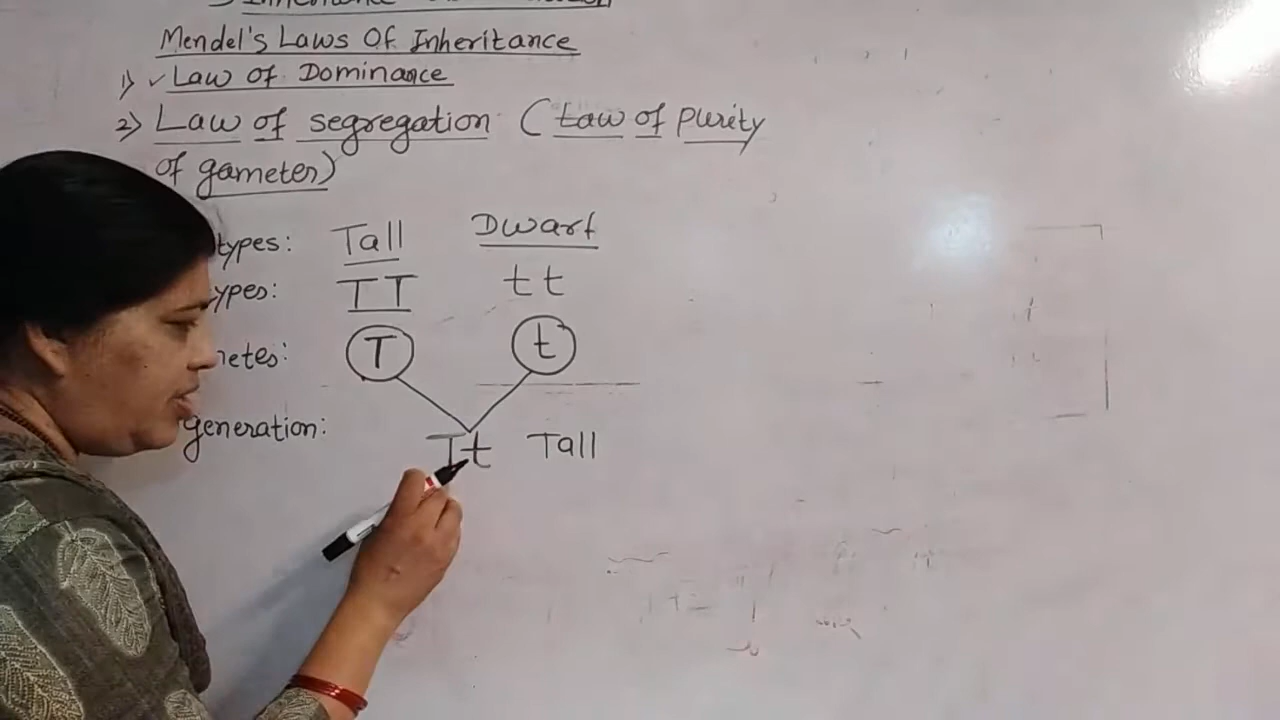 Mendel's Laws Of Inheritance
1) ✓ Law of Dominance
2) Law of segregation (Law of purity
of gametes)
types: Tall Dwarf
types: TT tt
etes: T t
generation:
Tt Tall